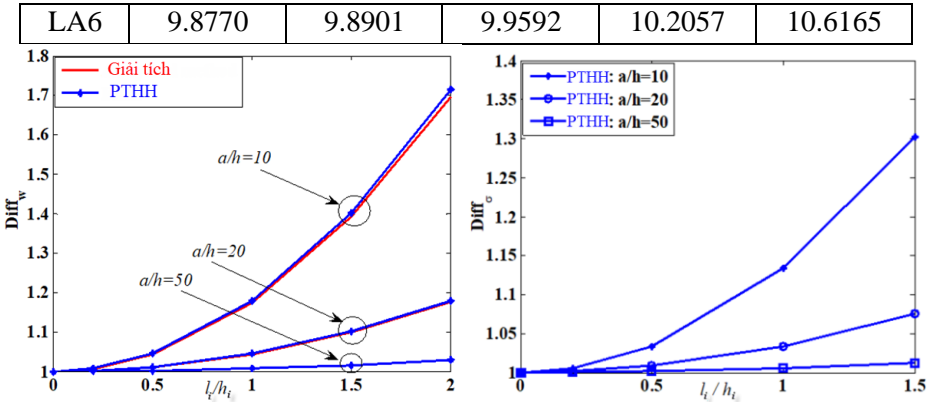 LA6 9.8770 9.8901 9.9592 10.2057 10.6165
1.8
1.7
1.6
1.5
1.4
1.3
1.2
1.1
1
Diff_w
Giải tích
PTHH
a/h=10
a/h=20
a/h=50
0 0.5 1 1.5 2
l_i/h_i
1.4
1.35
1.3
1.25
1.2
1.15
1.1
1.05
1
Diff_σ
PTHH: a/h=10
PTHH: a/h=20
PTHH: a/h=50
0 0.5 1 1.5
l_i/h_i